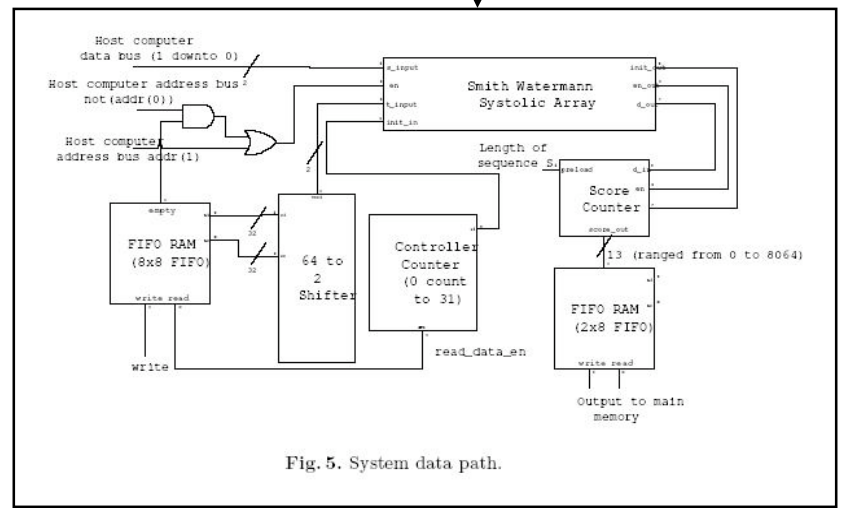 Host computer
data bus (1 downto 0)
2
Host computer address bus
not(addr(0))
Host computer
address bus addr(1)
s_input
en
t_input
init_in
Smith Watermann
Systolic Array
init_out
en_out
d_out
2
Length of
sequence S.
preload
d_in
en
Score
Counter
score_out
13 (ranged from 0 to 8064)
empty
FIFO RAM
(8x8 FIFO)
write read
32
32
64 to
2
Shifter
Controller
Counter
(0 count
to 31)
en
read_data_en
write
FIFO RAM
(2x8 FIFO)
write read
Output to main
memory
Fig. 5. System data path.